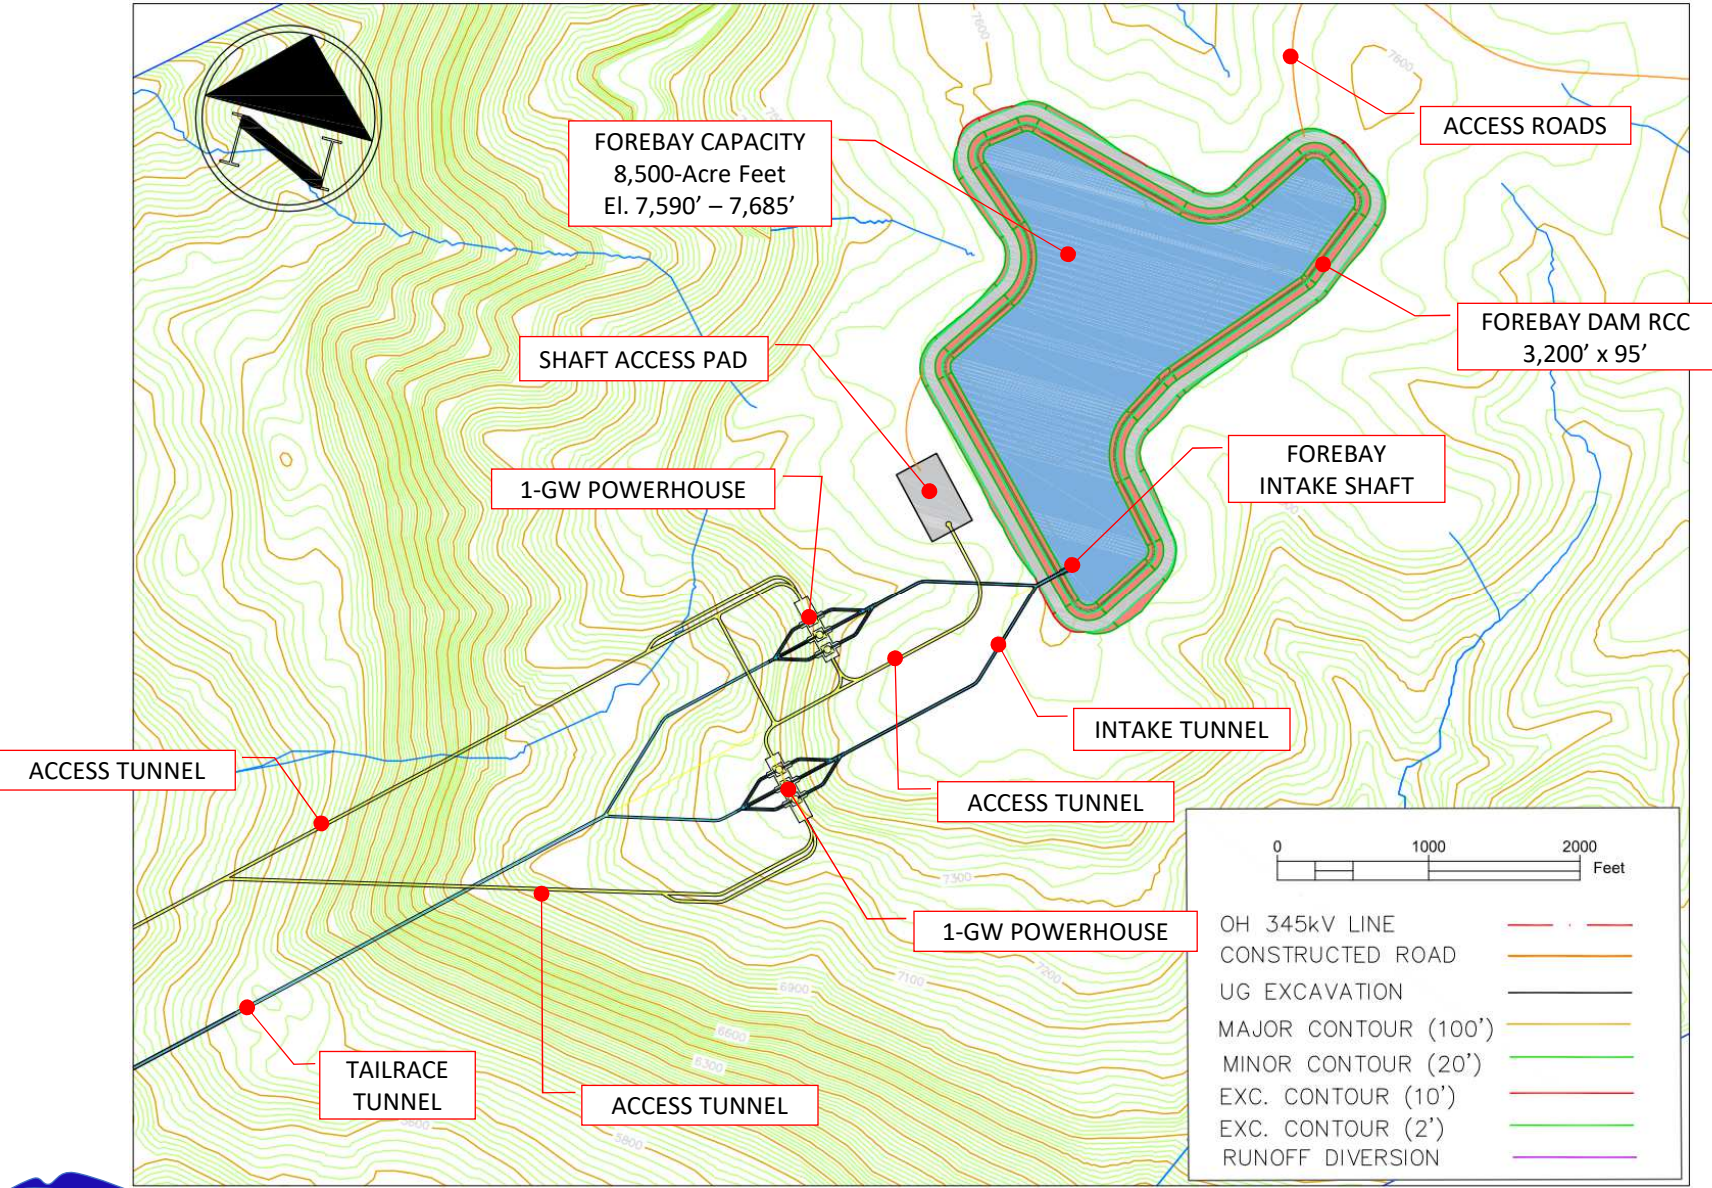 7600
7600
ACCESS ROADS
FOREBAY CAPACITY
8,500-Acre Feet
El. 7,590’ – 7,685’
FOREBAY DAM RCC
3,200’ x 95’
SHAFT ACCESS PAD
FOREBAY
INTAKE SHAFT
1-GW POWERHOUSE
INTAKE TUNNEL
ACCESS TUNNEL
ACCESS TUNNEL
0 1000 2000
Feet
7300
1-GW POWERHOUSE
OH 345kV LINE
CONSTRUCTED ROAD
UG EXCAVATION
MAJOR CONTOUR (100’)
MINOR CONTOUR (20’)
EXC. CONTOUR (10’)
EXC. CONTOUR (2’)
RUNOFF DIVERSION
7200
7100
6900
6600
6300
TAILRACE
TUNNEL
ACCESS TUNNEL
5800